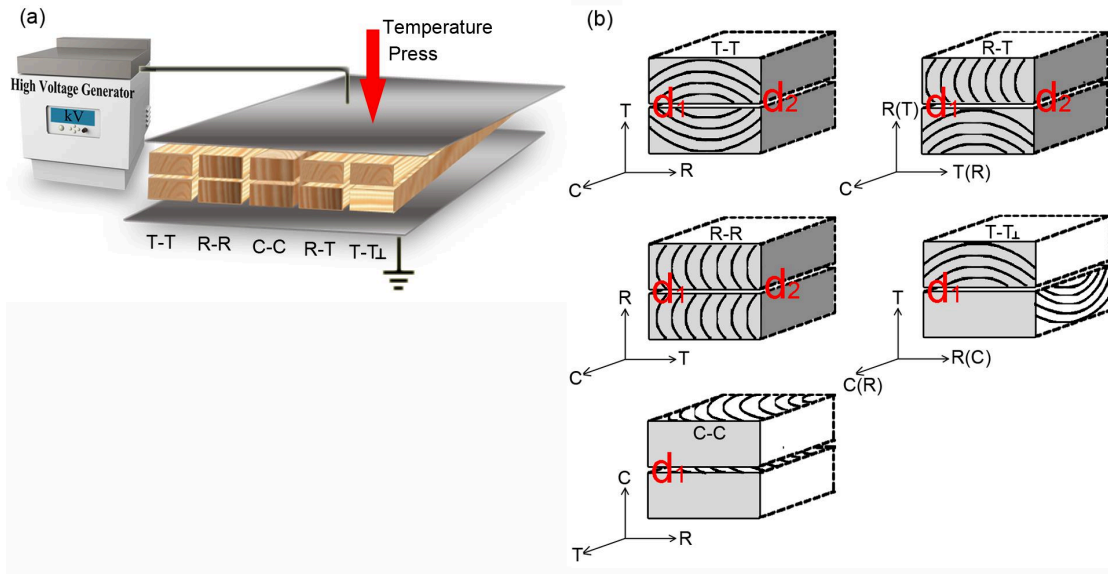 (a)
Temperature
Press
High Voltage Generator
kV
T-T R-R C-C R-T T-T⊥
(b)
T-T
d1 d2
T
R
C
R-T
d1 d2
R(T)
T(R)
C
R-R
d1 d2
R
T
C
T-T⊥
d1
T
R(C)
C(R)
C-C
d1
C
R
T